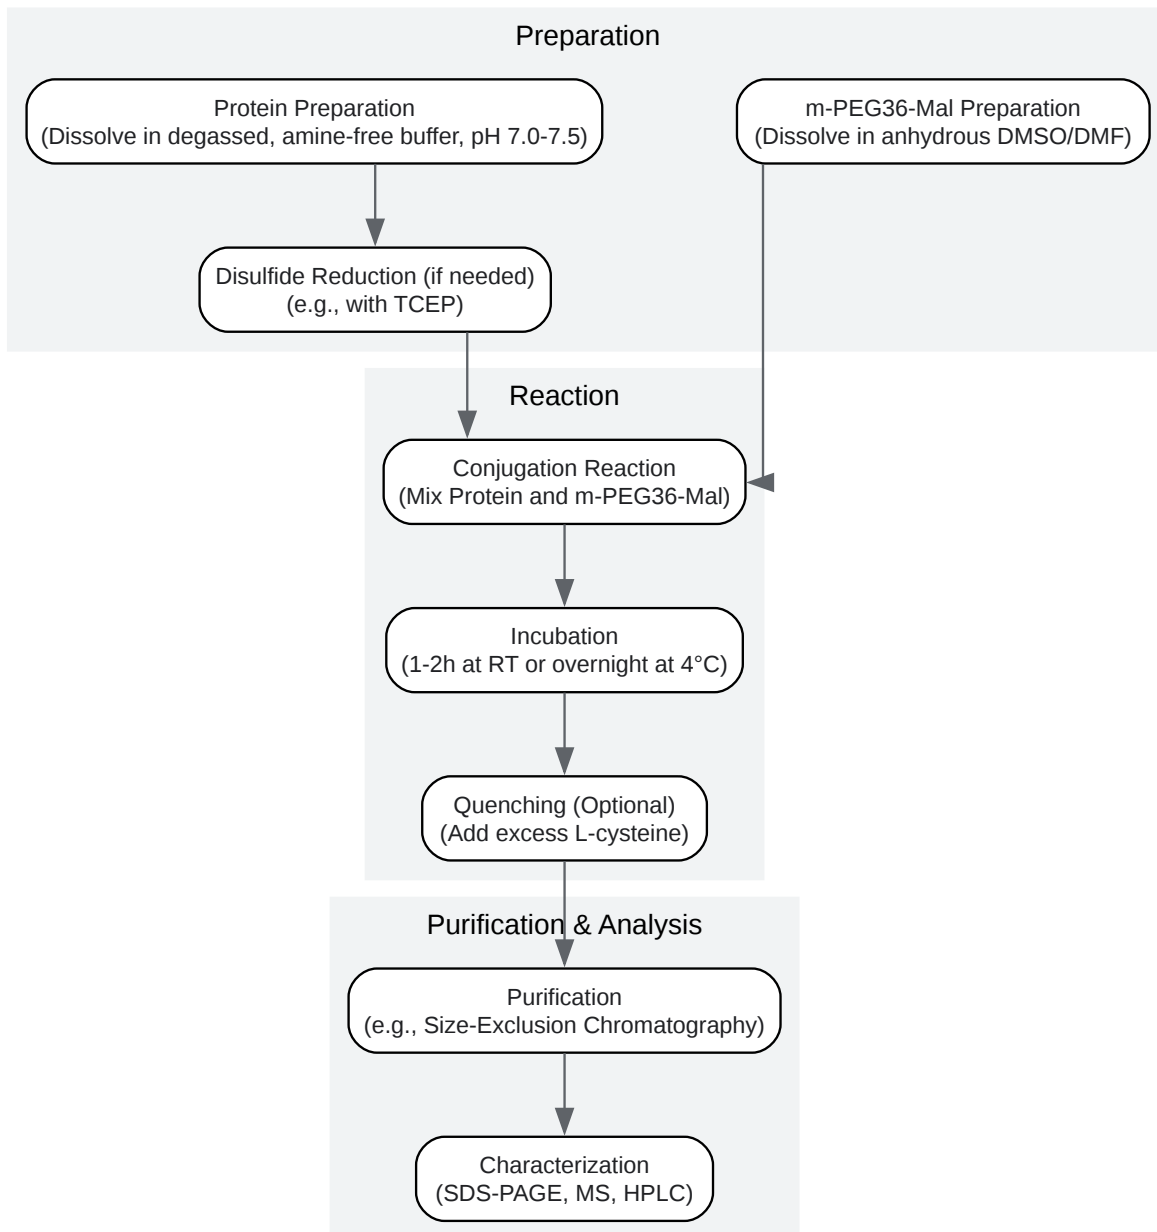 Preparation
Protein Preparation
(Dissolve in degassed, amine-free buffer, pH 7.0-7.5)
m-PEG36-Mal Preparation
(Dissolve in anhydrous DMSO/DMF)
Disulfide Reduction (if needed)
(e.g., with TCEP)
Reaction
Conjugation Reaction
(Mix Protein and m-PEG36-Mal)
Incubation
(1-2h at RT or overnight at 4°C)
Quenching (Optional)
(Add excess L-cysteine)
Purification & Analysis
Purification
(e.g., Size-Exclusion Chromatography)
Characterization
(SDS-PAGE, MS, HPLC)